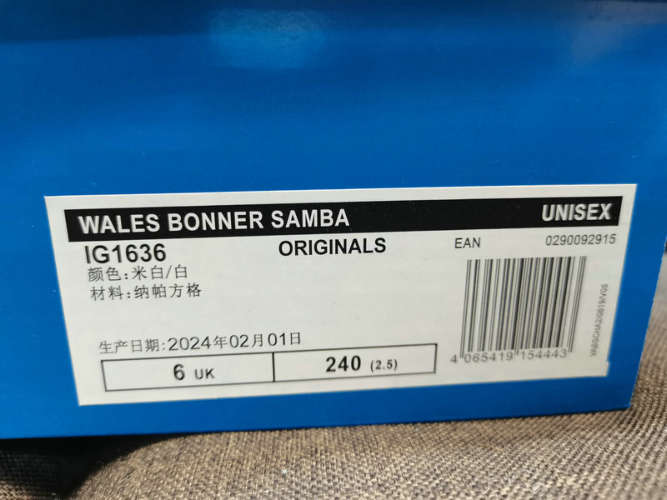 WALES BONNER SAMBA UNISEX
IG1636 ORIGINALS EAN 0290092915
颜色:米白/白
材料:纳帕方格
生产日期:2024年02月01日
6 UK 240 (2.5)
4 065419 154443